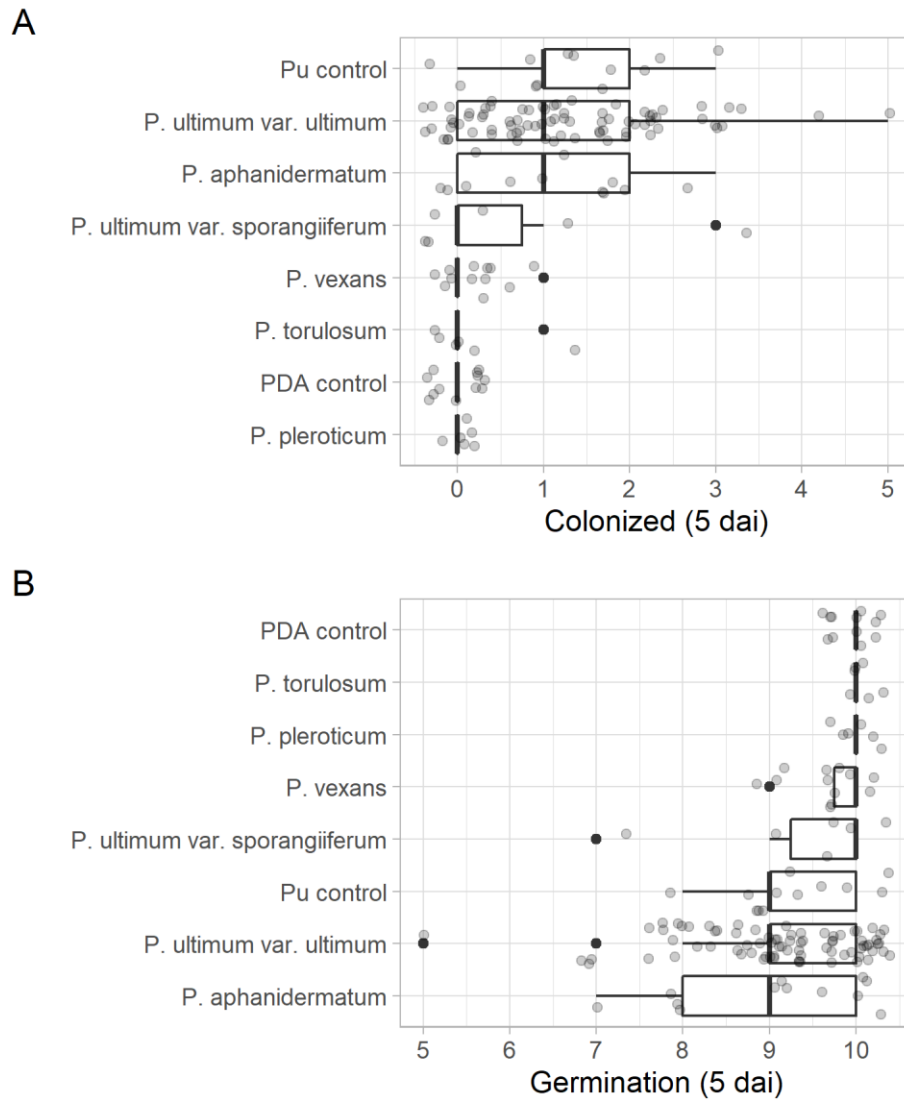 A
Pu control
P. ultimum var. ultimum
P. aphanidermatum
P. ultimum var. sporangiiferum
P. vexans
P. torulosum
PDA control
P. pleroticum
0 1 2 3 4 5
Colonized (5 dai)
B
PDA control
P. torulosum
P. pleroticum
P. vexans
P. ultimum var. sporangiiferum
Pu control
P. ultimum var. ultimum
P. aphanidermatum
5 6 7 8 9 10
Germination (5 dai)